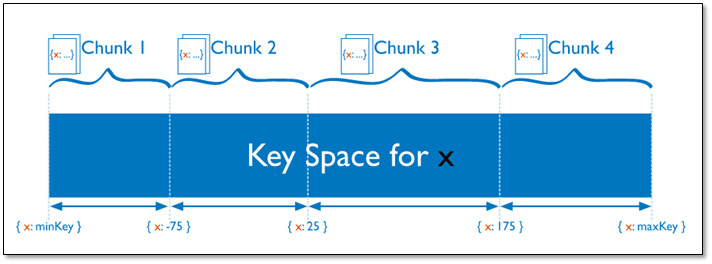 {x: ...} Chunk 1 {x: ...} Chunk 2 {x: ...} Chunk 3 {x: ...} Chunk 4
Key Space for x
{ x: minKey } { x: -75 } { x: 25 } { x: 175 } { x: maxKey }